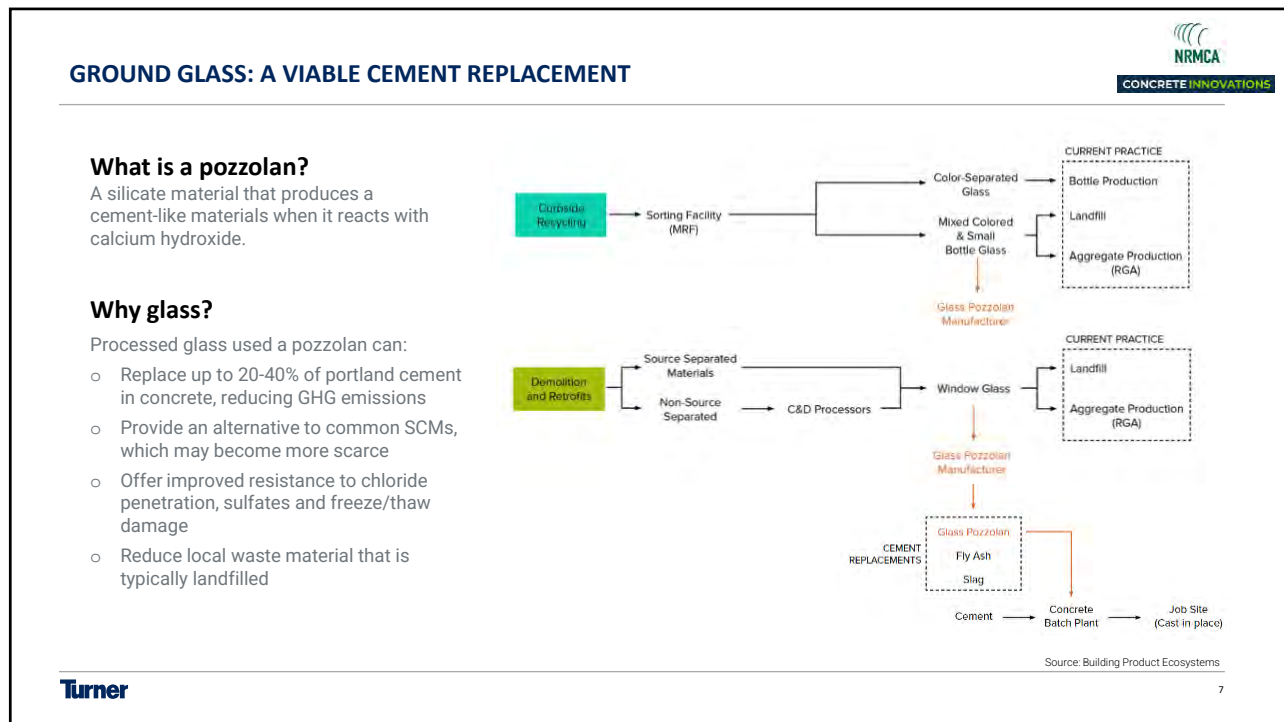 GROUND GLASS: A VIABLE CEMENT REPLACEMENT
NRMCA
CONCRETE INNOVATIONS
What is a pozzolan?
A silicate material that produces a
cement-like materials when it reacts with
calcium hydroxide.
Why glass?
Processed glass used a pozzolan can:
o Replace up to 20-40% of portland cement
in concrete, reducing GHG emissions
o Provide an alternative to common SCMs,
which may become more scarce
o Offer improved resistance to chloride
penetration, sulfates and freeze/thaw
damage
o Reduce local waste material that is
typically landfilled
Curbside
Recycling
Sorting Facility
(MRF)
Color-Separated
Glass
Mixed Colored
& Small
Bottle Glass
CURRENT PRACTICE
Bottle Production
Landfill
Aggregate Production
(RGA)
Glass Pozzolan
Manufacturer
Demolition
and Retrofits
Source Separated
Materials
Non-Source
Separated
C&D Processors
Window Glass
CURRENT PRACTICE
Landfill
Aggregate Production
(RGA)
Glass Pozzolan
Manufacturer
CEMENT
REPLACEMENTS
Glass Pozzolan
Fly Ash
Slag
Cement
Concrete
Batch Plant
Job Site
(Cast in place)
Source: Building Product Ecosystems
Turner
7